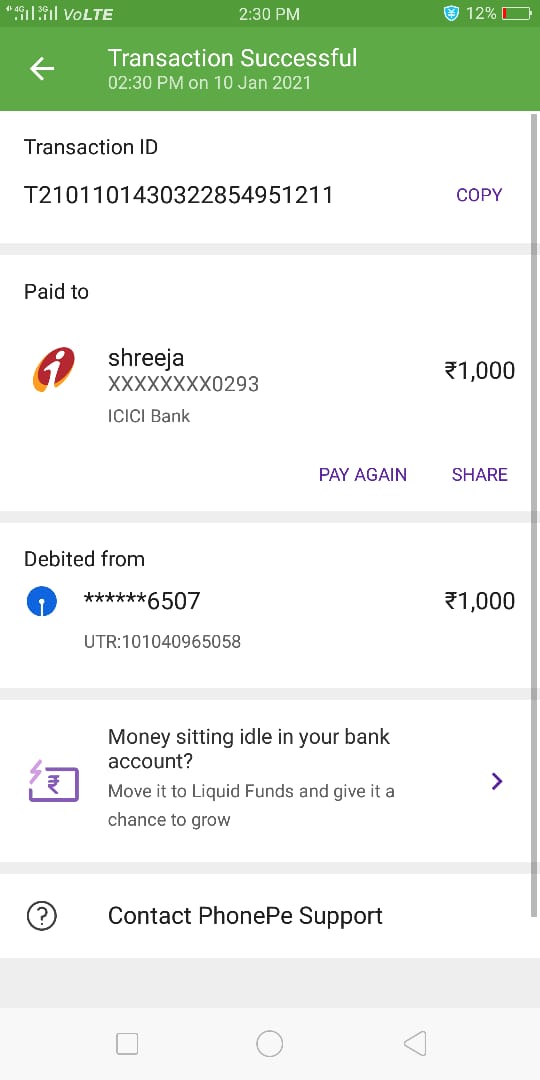 4G 3G VoLTE 2:30 PM 12%
Transaction Successful
02:30 PM on 10 Jan 2021
Transaction ID
T2101101430322854951211 COPY
Paid to
shreeja
₹1,000
XXXXXXXX0293
ICICI Bank
PAY AGAIN SHARE
Debited from
******6507 ₹1,000
UTR:101040965058
Money sitting idle in your bank
account?
Move it to Liquid Funds and give it a
chance to grow
Contact PhonePe Support